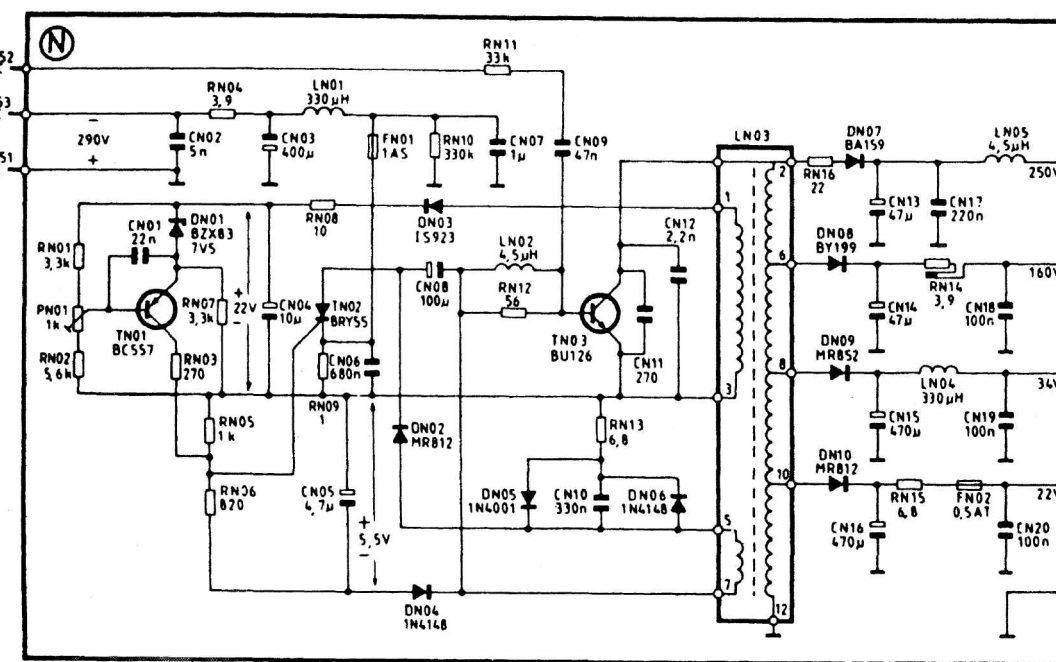 N
RN11
33k
52
RN04
3,9
LN01
330µH
53
290V
CN02
5n
CN03
400µ
FN01
1AS
RN10
330k
CN07
1µ
CN09
47n
LN03
DN07
BA159
LN05
4,5µH
51
2
RN16
22
250V
CN13
47µ
CN17
220n
1
RN08
10
DN03
IS923
CN12
2,2n
DN01
BZX83
7V5
CN01
22n
RN01
3,3k
LN02
4,5µH
DN08
BY199
6
160V
RN14
3,9
CN08
100µ
RN12
56
PN01
1k
TN01
BC557
RN07
3,3k
22V
CN04
10µ
TN02
BRY55
CN14
47µ
CN18
100n
TN03
BU126
CN11
270
DN09
MR852
RN02
5,6k
RN03
270
CN06
680n
8
34V
LN04
330µH
3
RN09
1
RN05
1k
DN02
MR812
RN13
6,8
CN15
470µ
CN19
100n
DN10
MR812
10
22V
RN06
820
CN05
4,7µ
5,5V
DN05
1N4001
CN10
330n
DN06
1N4148
RN15
6,8
FN02
0,5AT
5
CN16
470µ
CN20
100n
7
DN04
1N4148
12